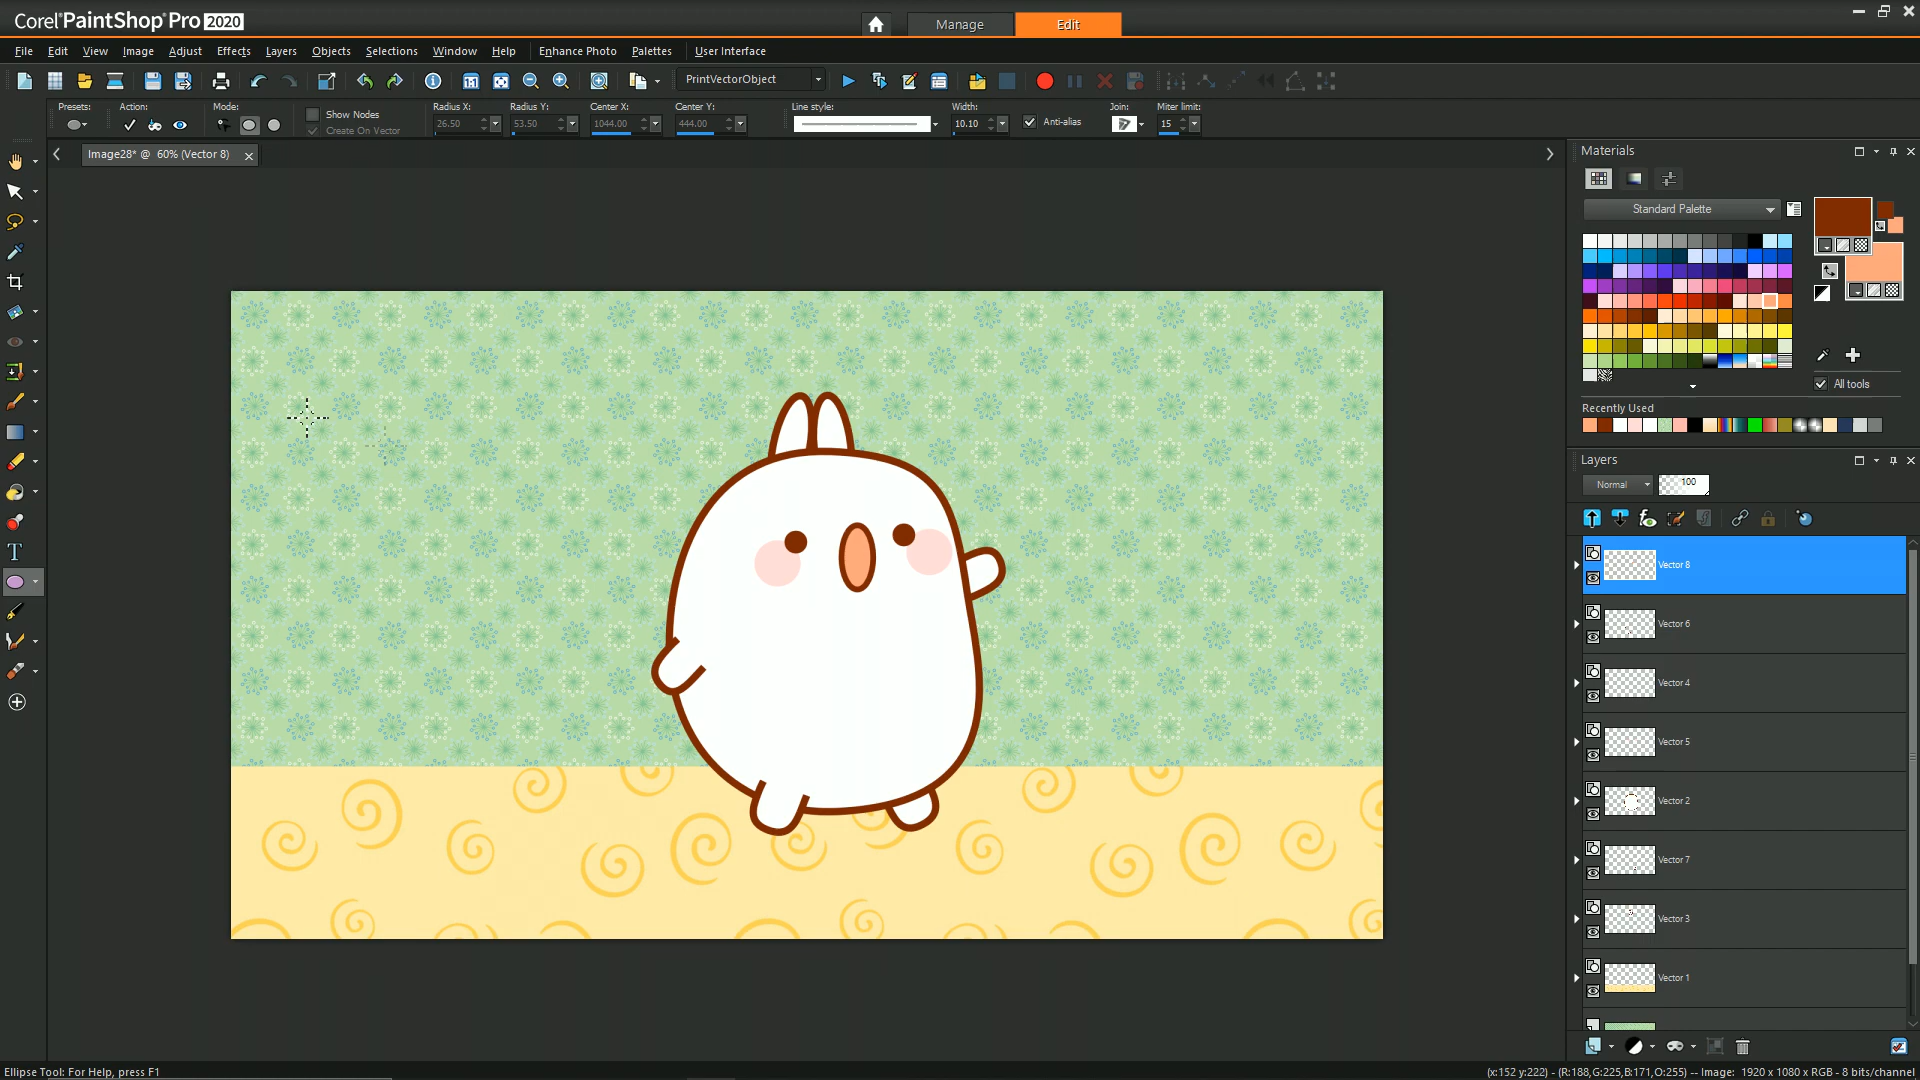 Corel PaintShop Pro 2020
Manage
Edit
File Edit View Image Adjust Effects Layers Objects Selections Window Help Enhance Photo Palettes User Interface
PrintVectorObject
Presets: Action: Mode: Show Nodes Radius X: Radius Y: Center X: Center Y: Line style: Width: Join: Miter limit:
Create On Vector 26.50 53.50 1044.00 444.00 10.10 Anti-alias 15
Image28* @ 60% (Vector 8)
Materials
Standard Palette
All tools
Recently Used
Layers
Normal 100
Vector 8
Vector 6
Vector 4
Vector 5
Vector 2
Vector 7
Vector 3
Vector 1
T
Ellipse Tool: For Help, press F1
(x:152 y:222) - (R:188,G:225,B:171,O:255) -- Image: 1920 x 1080 x RGB - 8 bits/channel